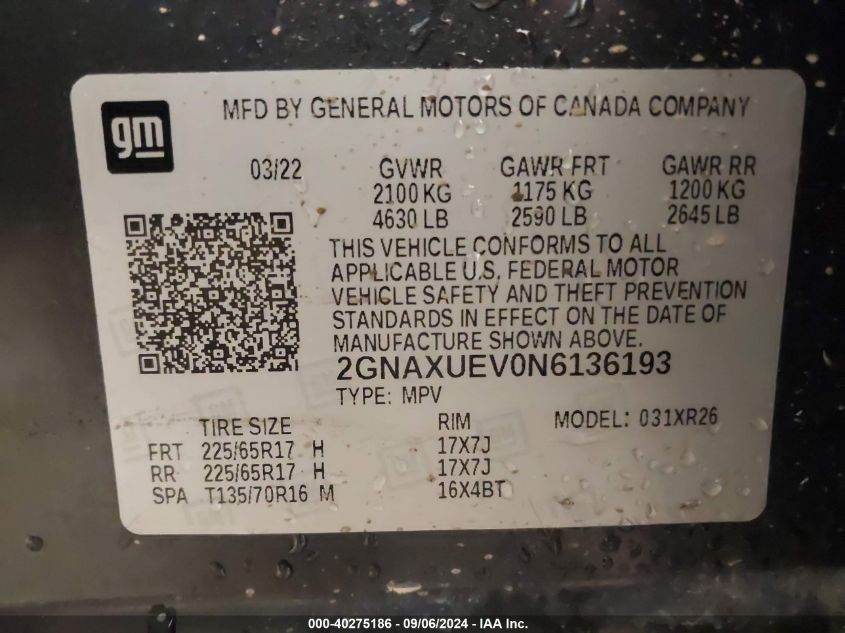 gm
MFD BY GENERAL MOTORS OF CANADA COMPANY
03/22 GVWR GAWR FRT GAWR RR
2100 KG 1175 KG 1200 KG
4630 LB 2590 LB 2645 LB
THIS VEHICLE CONFORMS TO ALL
APPLICABLE U.S. FEDERAL MOTOR
VEHICLE SAFETY AND THEFT PREVENTION
STANDARDS IN EFFECT ON THE DATE OF
MANUFACTURE SHOWN ABOVE.
2GNAXUEV0N6136193
TYPE: MPV
TIRE SIZE RIM MODEL: 031XR26
FRT 225/65R17 H 17X7J
RR 225/65R17 H 17X7J
SPA T135/70R16 M 16X4BT
000-40275186 - 09/06/2024 - IAA Inc.